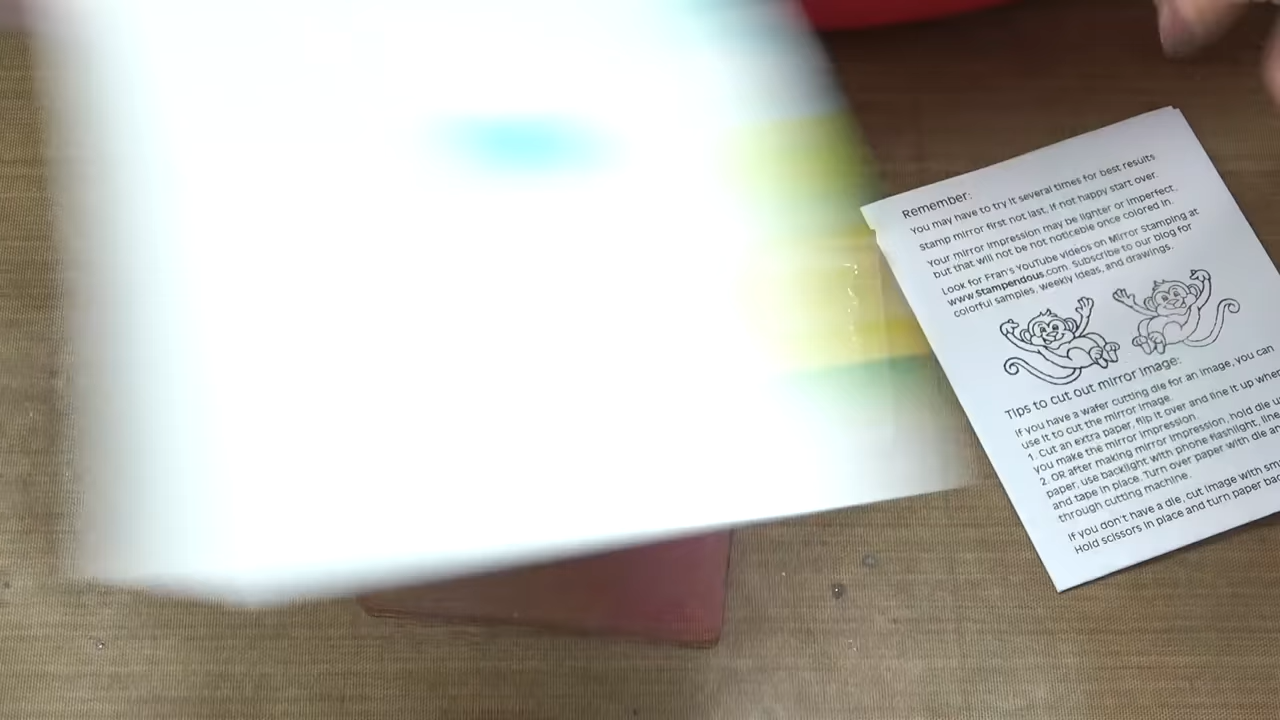 Remember:
You may have to try it several times for best results.
Stamp mirror first not last. If not happy start over.
Your mirror impression may be lighter or imperfect,
but that will not be not noticeble once colored in.
Look for Fran's YouTube videos on Mirror Stamping at
www.Stampendous.com. Subscribe to our blog for
colorful samples, weekly ideas, and drawings.
Tips to cut out mirror image:
If you have a wafer cutting die for an image, you can
use it to cut the mirror image.
1. Cut an extra paper, flip it over and line it up
you make the mirror impression.
2. OR after making mirror impression, hold die
paper, use backlight with phone flashlight,
and tape in place. Turn over paper with die
through cutting machine.
If you don't have a die, cut image with
Hold scissors in place and turn paper